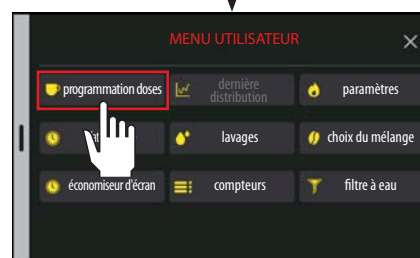 MENU UTILISATEUR
programmation doses
dernière
distribution
paramètres
lavages
choix du mélange
économiseur d'écran
compteurs
filtre à eau